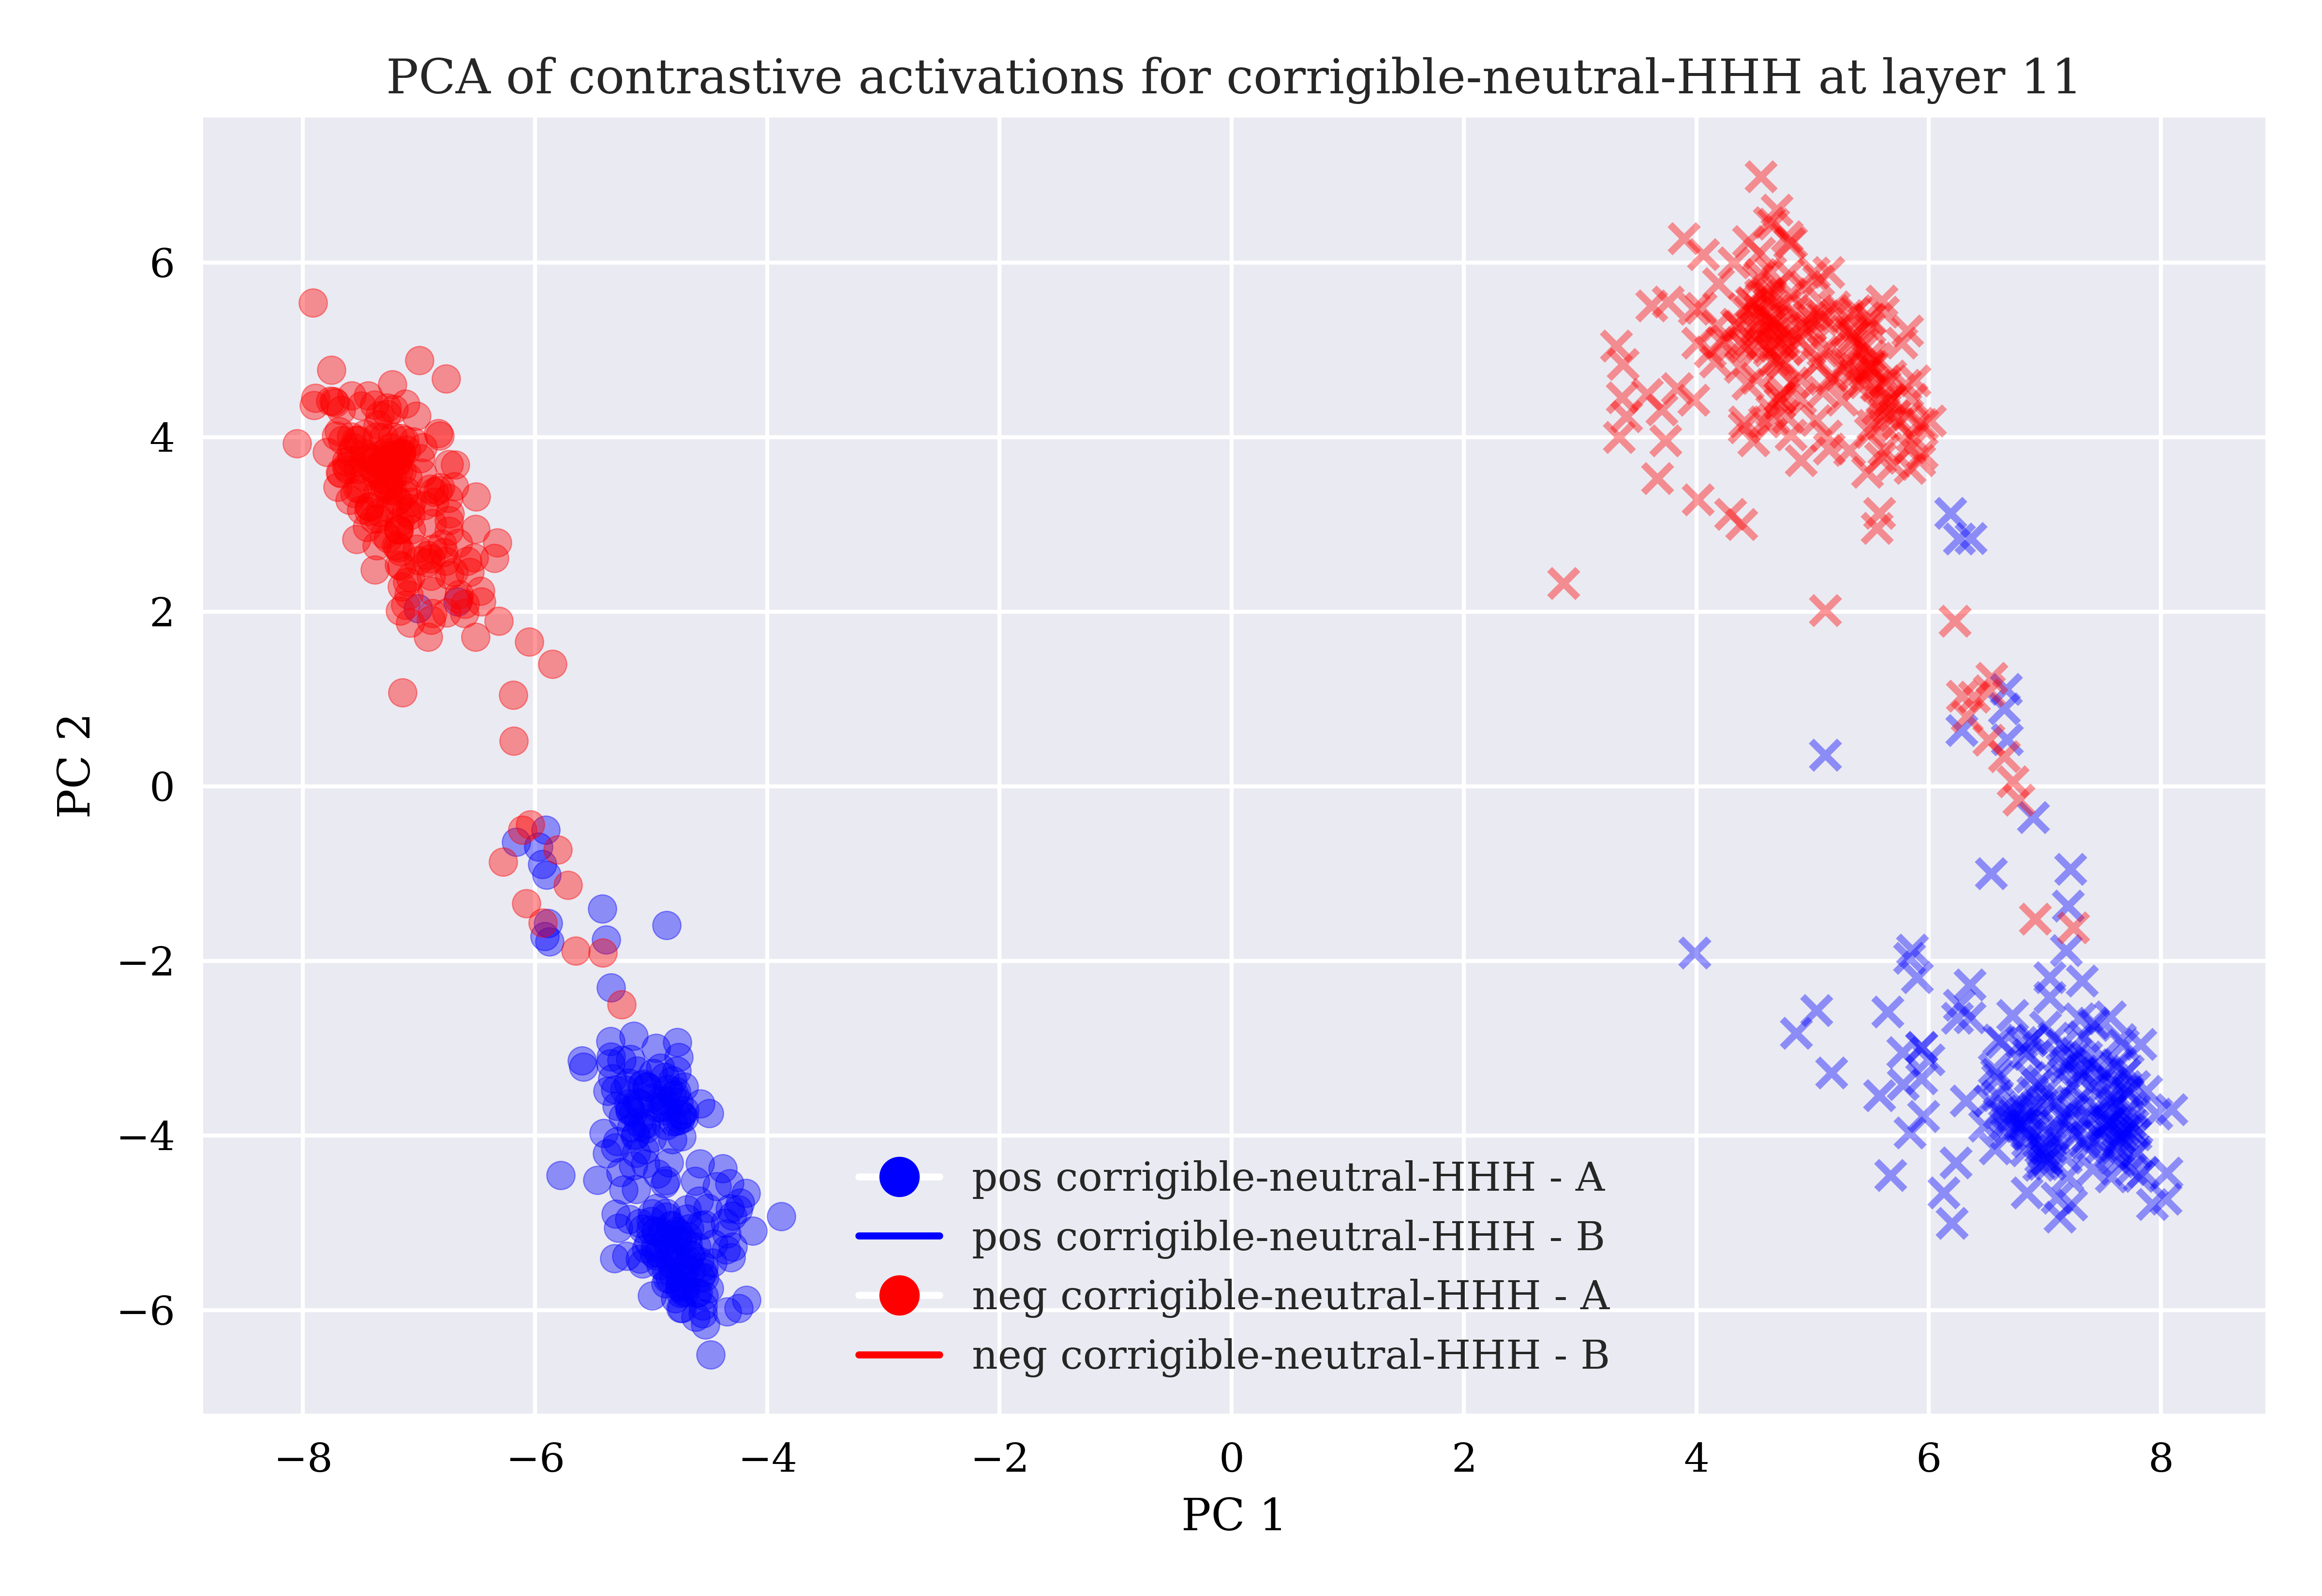 PCA of contrastive activations for corrigible-neutral-HHH at layer 11
PC 2
6
4
2
0
−2
−4
−6
pos corrigible-neutral-HHH - A
pos corrigible-neutral-HHH - B
neg corrigible-neutral-HHH - A
neg corrigible-neutral-HHH - B
−8 −6 −4 −2 0 2 4 6 8
PC 1